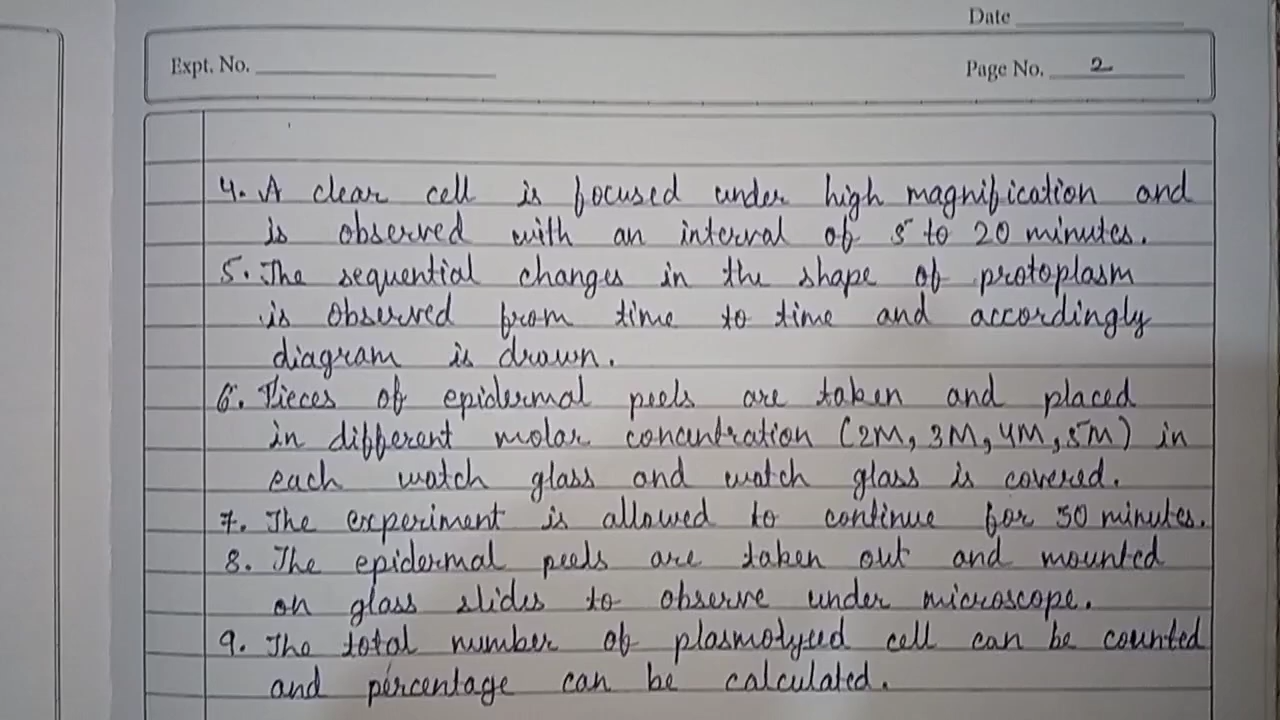 Date
Expt. No.
Page No. 2
4. A clear cell is focused under high magnification and
is observed with an interval of 5 to 20 minutes.
5. The sequential changes in the shape of protoplasm
is observed from time to time and accordingly
diagram is drawn.
6. Pieces of epidermal peels are taken and placed
in different molar concentration (2M, 3M, 4M, 5M) in
each watch glass and watch glass is covered.
7. The experiment is allowed to continue for 30 minutes.
8. The epidermal peels are taken out and mounted
on glass slides to observe under microscope.
9. The total number of plasmolysed cell can be counted
and percentage can be calculated.